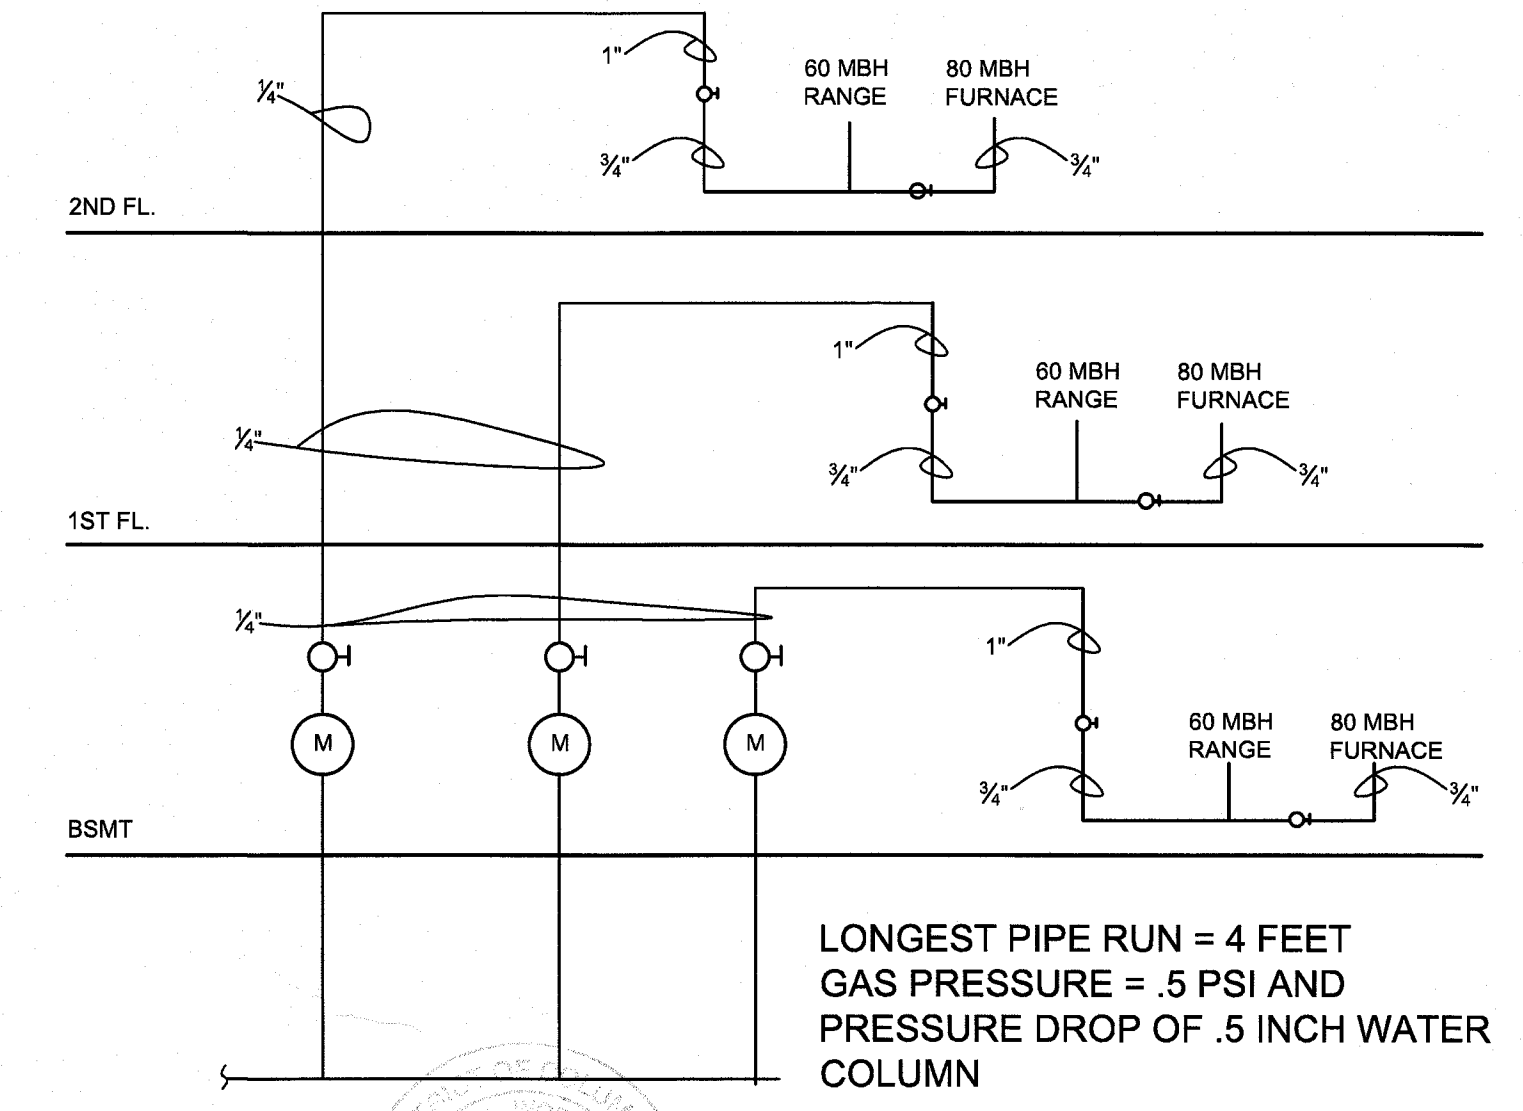 1"
60 MBH
RANGE
80 MBH
FURNACE
¼"
¾"
¾"
2ND FL.
1"
60 MBH
RANGE
80 MBH
FURNACE
¼"
¾"
¾"
1ST FL.
¼"
1"
60 MBH
RANGE
80 MBH
FURNACE
M
M
M
¾"
¾"
BSMT
LONGEST PIPE RUN = 4 FEET
GAS PRESSURE = .5 PSI AND
PRESSURE DROP OF .5 INCH WATER
COLUMN